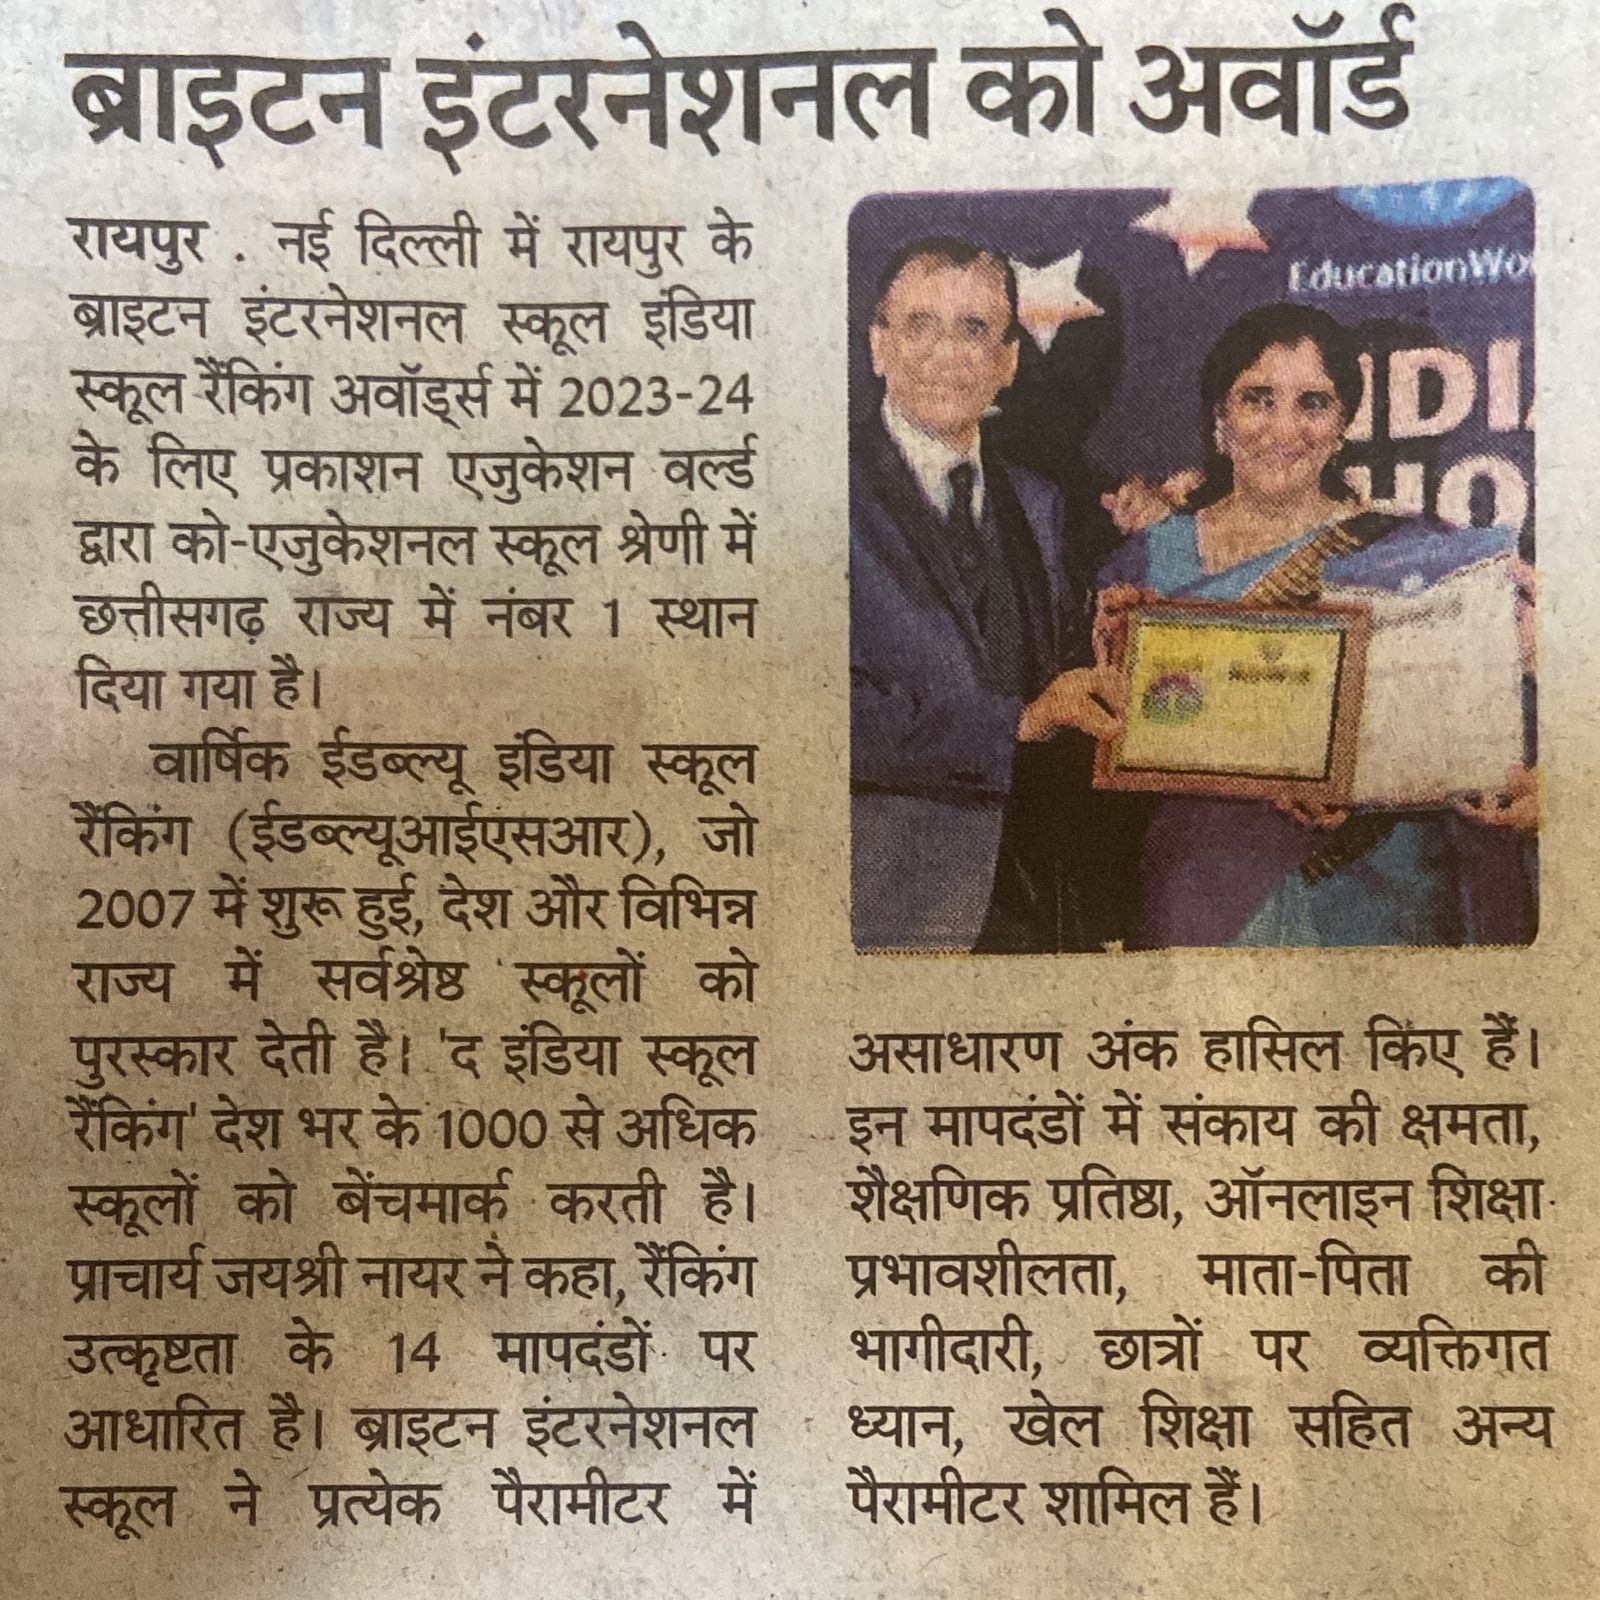 ब्राइटन इंटरनेशनल को अवॉर्ड
रायपुर . नई दिल्ली में रायपुर के
ब्राइटन इंटरनेशनल स्कूल इंडिया
स्कूल रैंकिंग अवॉर्ड्स में 2023-24
के लिए प्रकाशन एजुकेशन वर्ल्ड
द्वारा को-एजुकेशनल स्कूल श्रेणी में
छत्तीसगढ़ राज्य में नंबर 1 स्थान
दिया गया है।
वार्षिक ईडब्ल्यू इंडिया स्कूल
रैंकिंग (ईडब्ल्यूआईएसआर), जो
2007 में शुरू हुई, देश और विभिन्न
राज्य में सर्वश्रेष्ठ स्कूलों को
पुरस्कार देती है। 'द इंडिया स्कूल
रैंकिंग' देश भर के 1000 से अधिक
स्कूलों को बेंचमार्क करती है।
प्राचार्य जयश्री नायर ने कहा, रैंकिंग
उत्कृष्टता के 14 मापदंडों पर
आधारित है। ब्राइटन इंटरनेशनल
स्कूल ने प्रत्येक पैरामीटर में
EducationWo
NDI
HO
असाधारण अंक हासिल किए हैं।
इन मापदंडों में संकाय की क्षमता,
शैक्षणिक प्रतिष्ठा, ऑनलाइन शिक्षा
प्रभावशीलता, माता-पिता की
भागीदारी, छात्रों पर व्यक्तिगत
ध्यान, खेल शिक्षा सहित अन्य
पैरामीटर शामिल हैं।